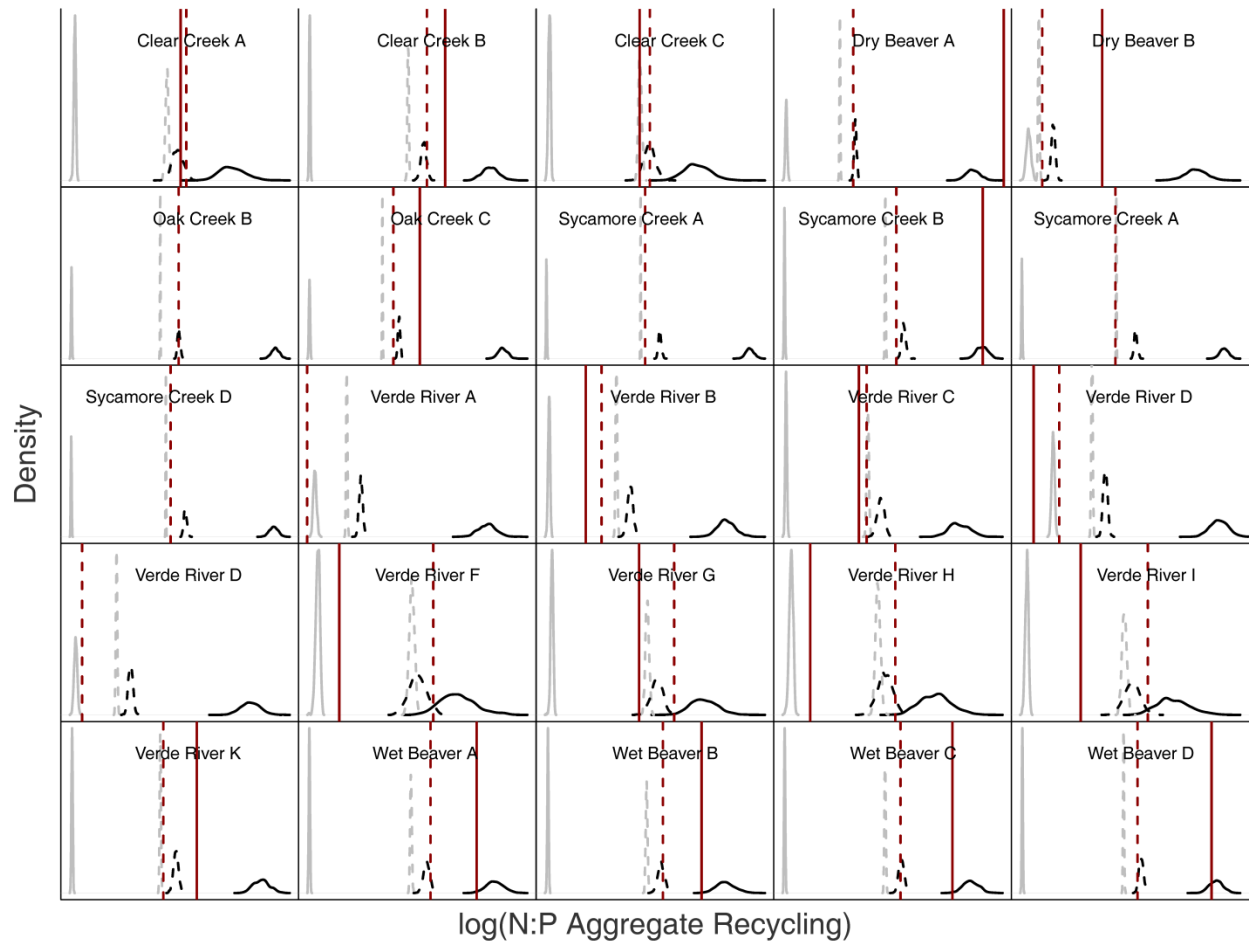 Clear Creek A
Clear Creek B
Clear Creek C
Dry Beaver A
Dry Beaver B
Oak Creek B
Oak Creek C
Sycamore Creek A
Sycamore Creek B
Sycamore Creek A
Sycamore Creek D
Verde River A
Verde River B
Verde River C
Verde River D
Verde River D
Verde River F
Verde River G
Verde River H
Verde River I
Verde River K
Wet Beaver A
Wet Beaver B
Wet Beaver C
Wet Beaver D
Density
log(N:P Aggregate Recycling)